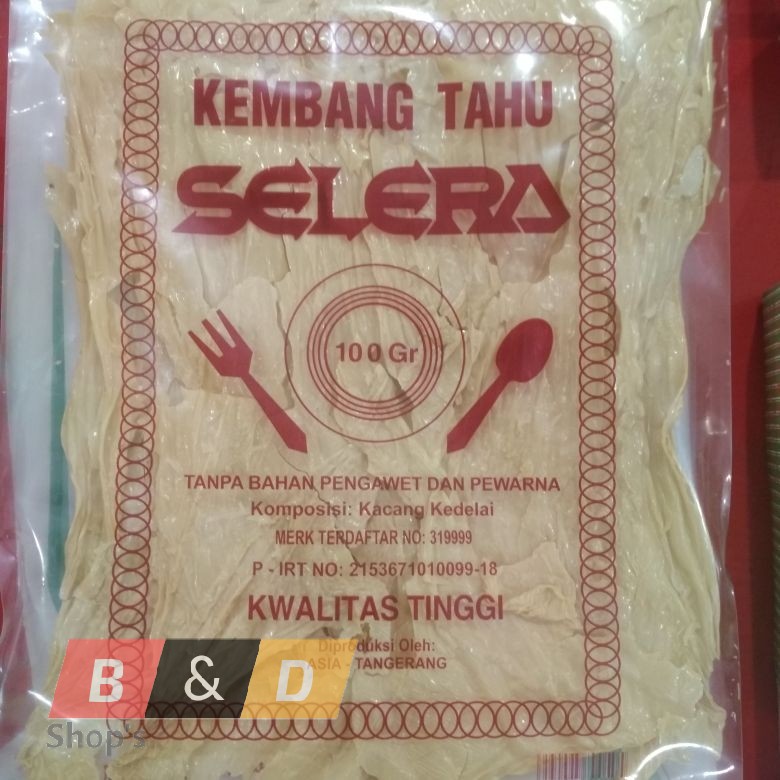 KEMBANG TAHU
SELERA
100 Gr
TANPA BAHAN PENGAWET DAN PEWARNA
Komposisi: Kacang Kedelai
MERK TERDAFTAR NO: 319999
P - IRT NO: 2153671010099-18
KWALITAS TINGGI
Diproduksi Oleh:
ASIA - TANGERANG
B & D
Shop's